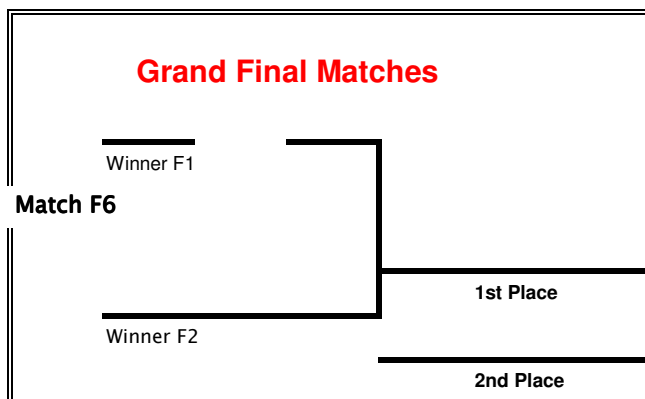 Grand Final Matches
Winner F1
Match F6
1st Place
Winner F2
2nd Place